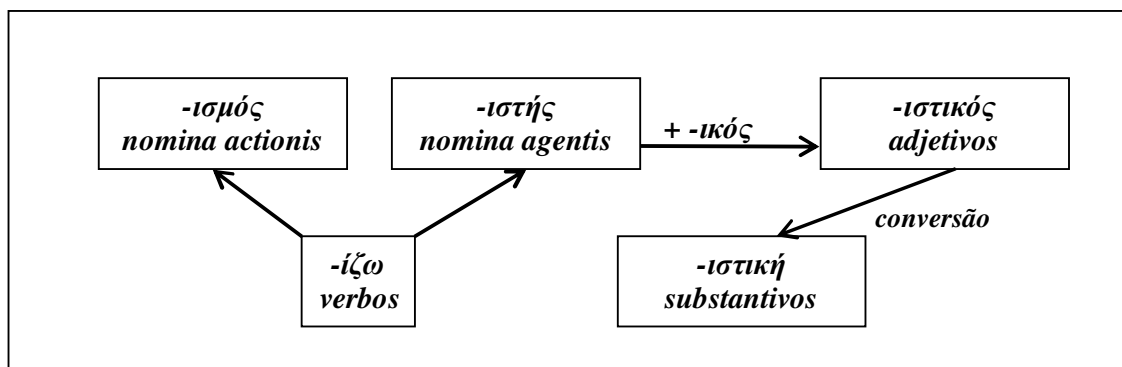 -ισμός
nomina actionis
-ιστής
nomina agentis
+ -ικός
-ιστικός
adjetivos
conversão
-ίζω
verbos
-ιστική
substantivos